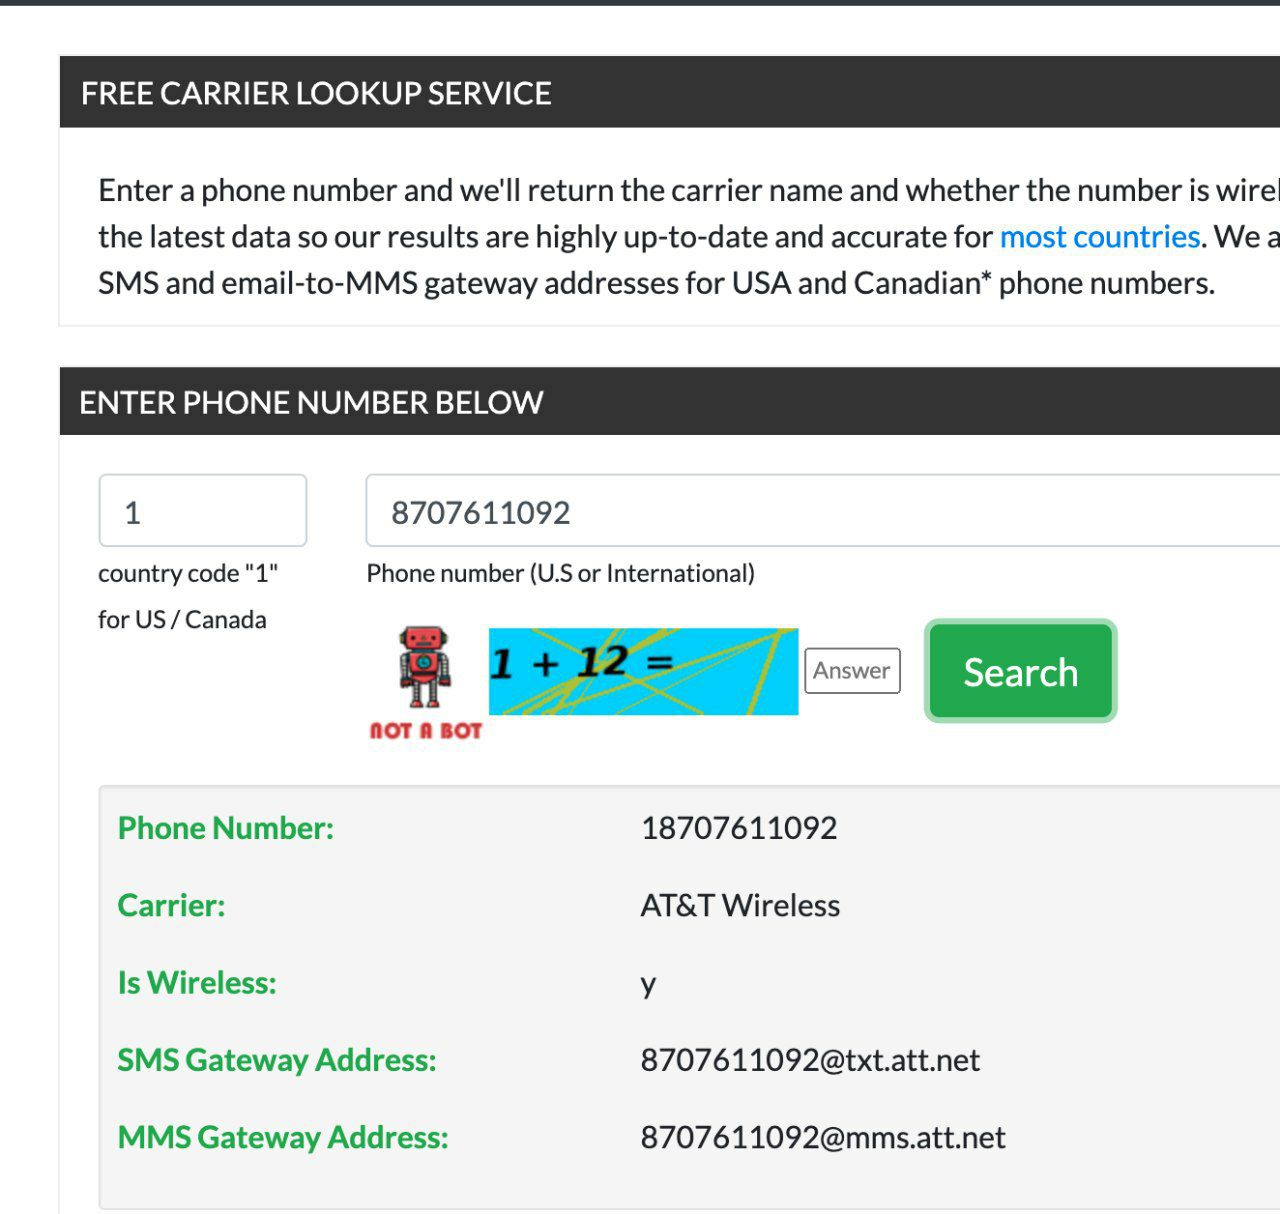 FREE CARRIER LOOKUP SERVICE
Enter a phone number and we'll return the carrier name and whether the number is
the latest data so our results are highly up-to-date and accurate for most countries. We
SMS and email-to-MMS gateway addresses for USA and Canadian* phone numbers.
ENTER PHONE NUMBER BELOW
1
8707611092
country code "1"
for US / Canada
Phone number (U.S or International)
NOT A BOT
1 + 12 =
Answer
Search
Phone Number: 18707611092
Carrier: AT&T Wireless
Is Wireless: y
SMS Gateway Address: 8707611092@txt.att.net
MMS Gateway Address: 8707611092@mms.att.net